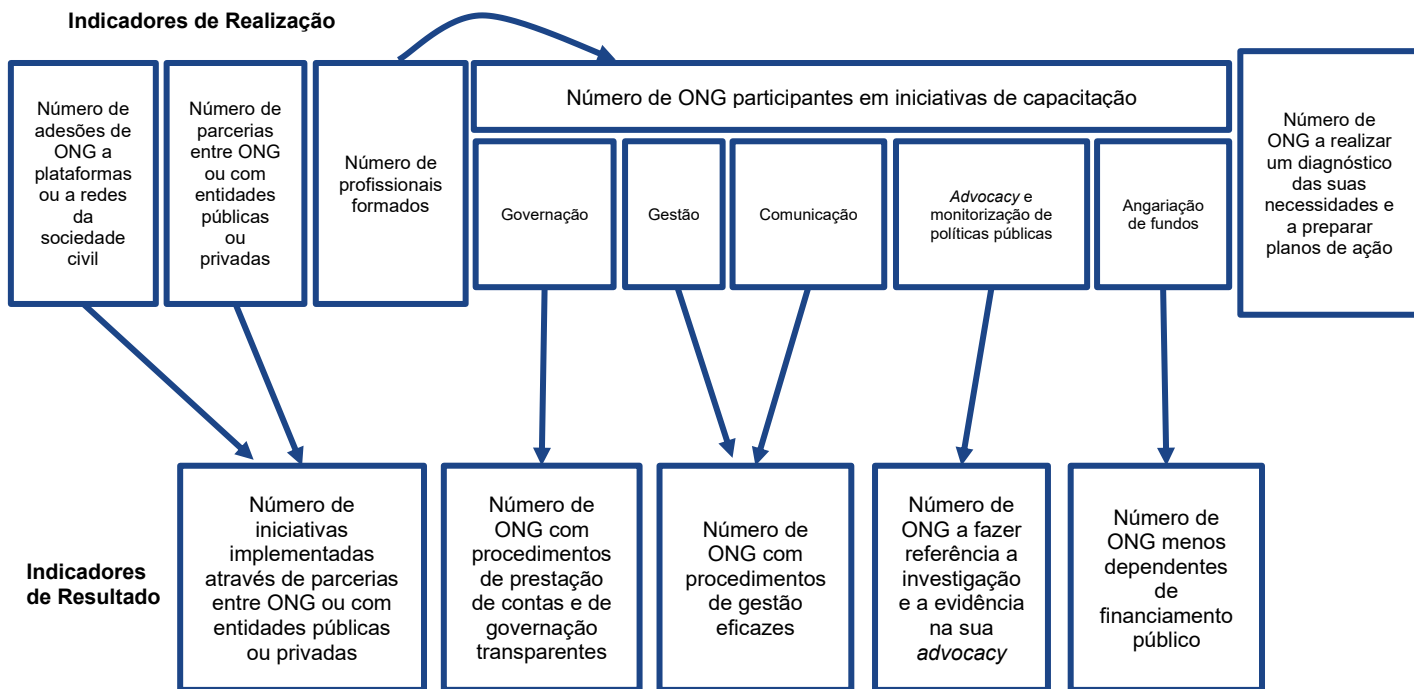 Indicadores de Realização
Número de
adesões de
ONG a
plataformas
ou a redes
da
sociedade
civil
Número de
parcerias
entre ONG
ou com
entidades
públicas
ou
privadas
Número de
profissionais
formados
Número de ONG participantes em iniciativas de capacitação
Governação
Gestão
Comunicação
Advocacy e
monitorização de
políticas públicas
Angariação
de fundos
Número de
ONG a realizar
um diagnóstico
das suas
necessidades e
a preparar
planos de ação
Indicadores
de Resultado
Número de
iniciativas
implementadas
através de parcerias
entre ONG ou com
entidades públicas
ou privadas
Número de
ONG com
procedimentos
de prestação
de contas e de
governação
transparentes
Número de
ONG com
procedimentos
de gestão
eficazes
Número de
ONG a fazer
referência a
investigação
e a evidência
na sua
advocacy
Número de
ONG menos
dependentes
de
financiamento
público